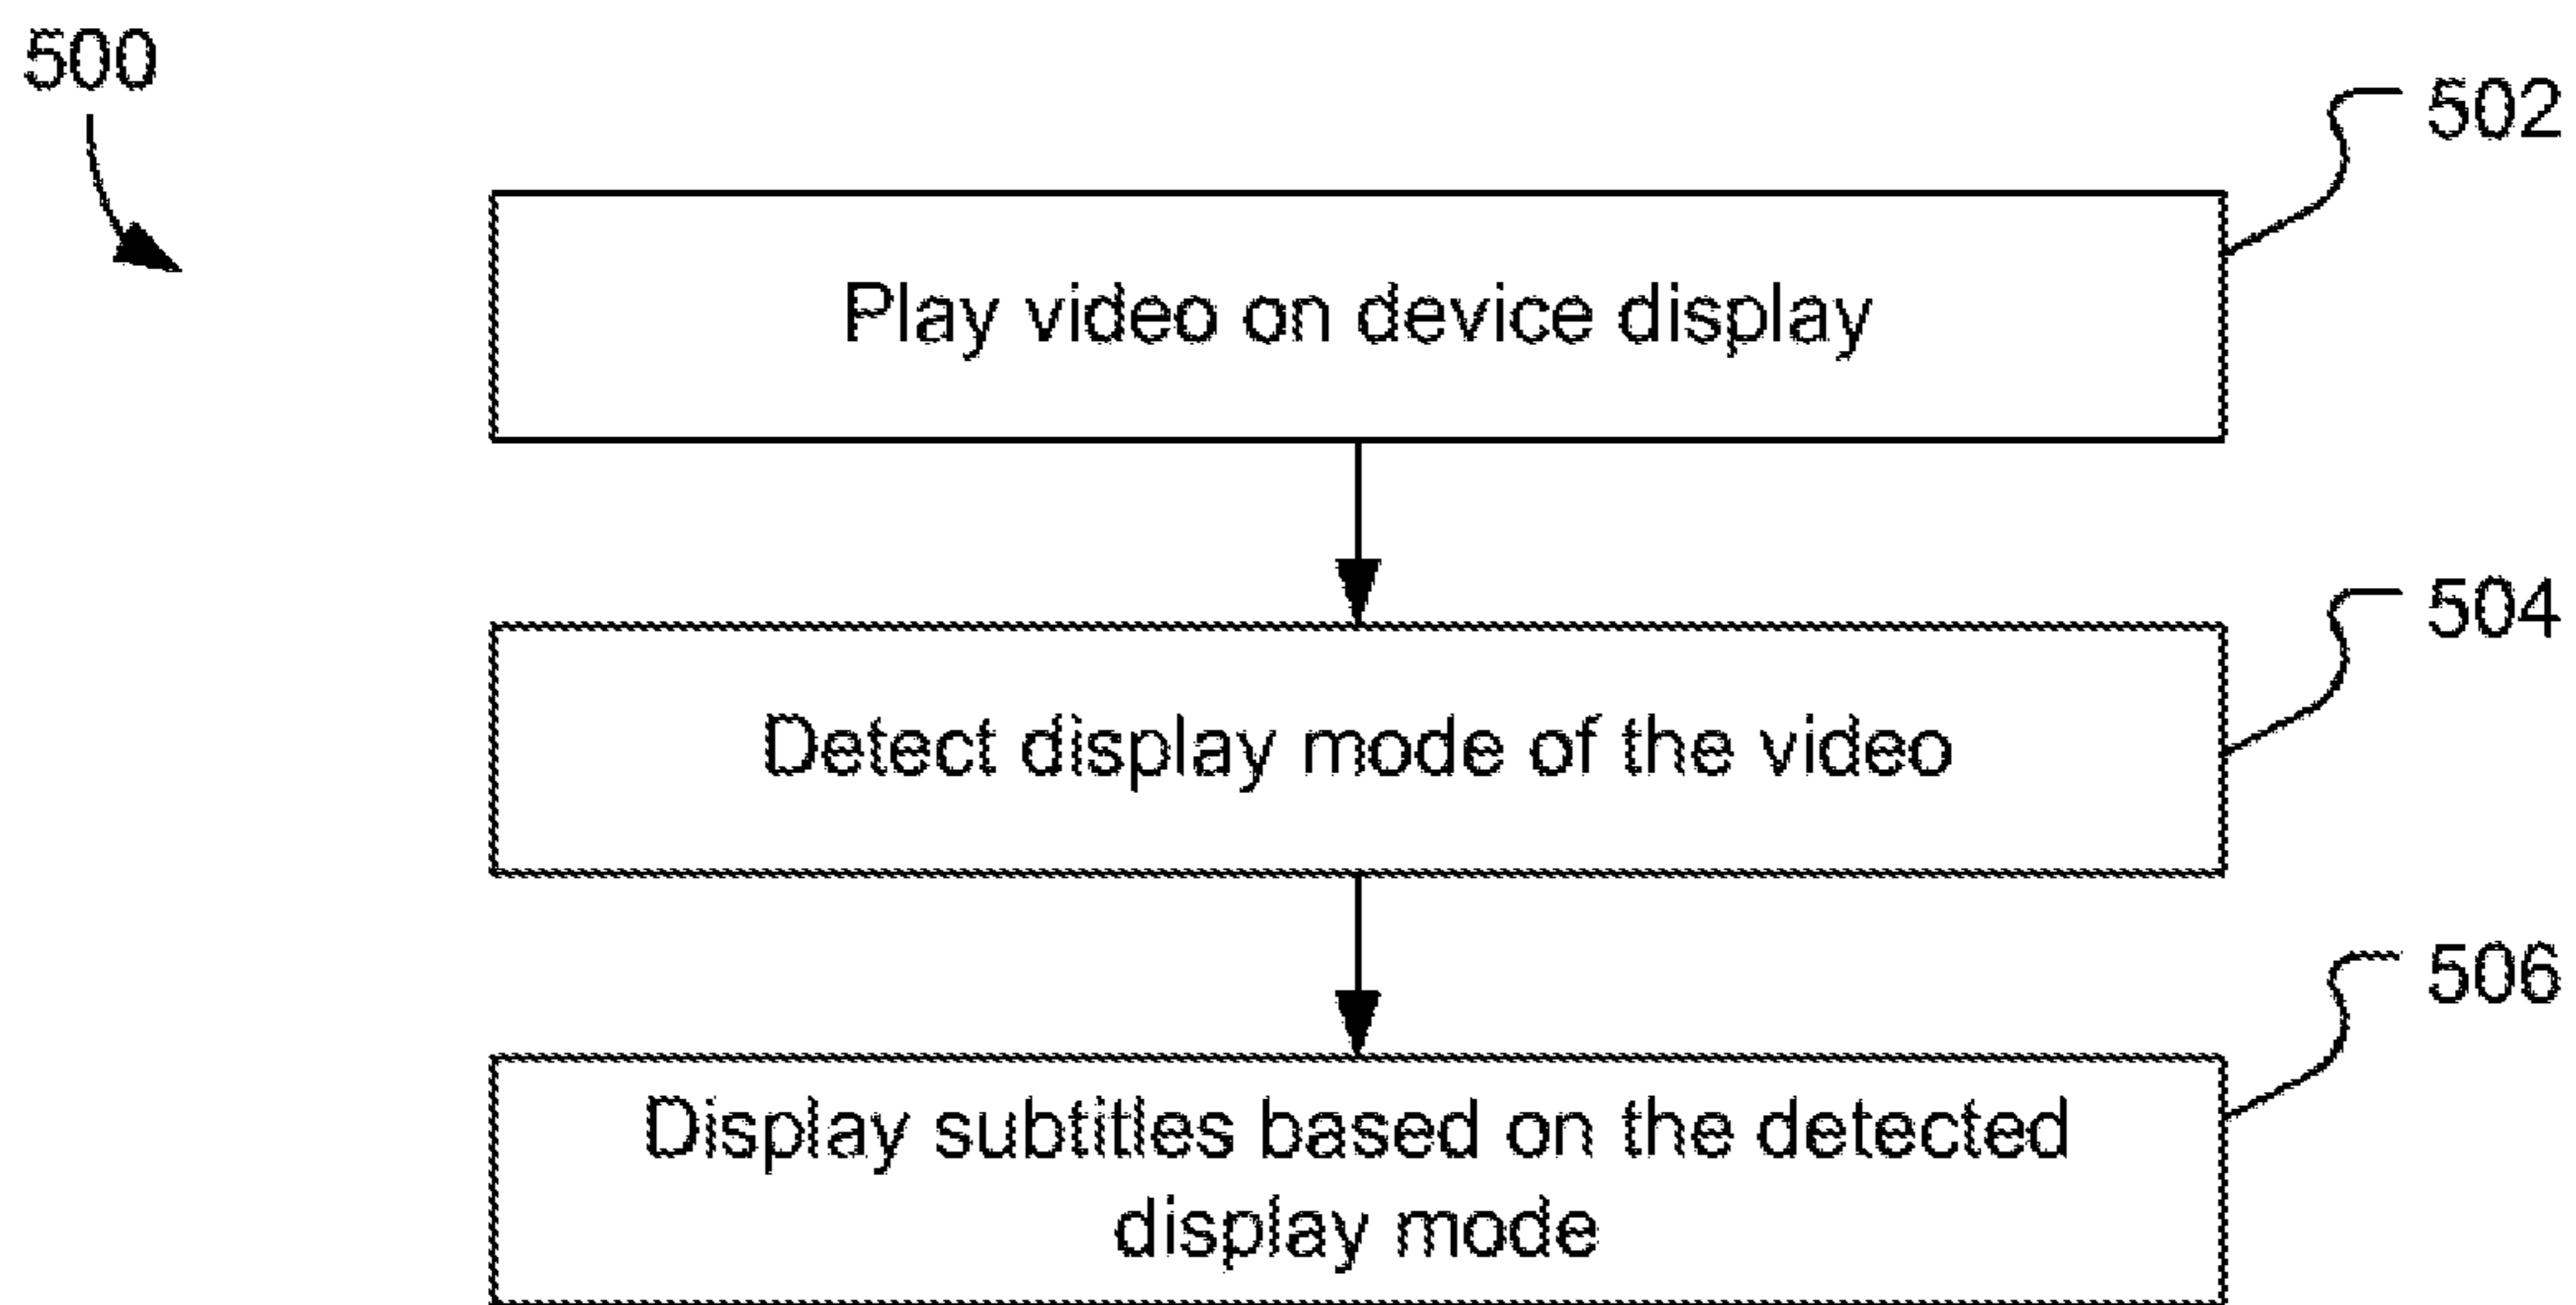 500
502
Play video on device display
504
Detect display mode of the video
506
Display subtitles based on the detected
display mode